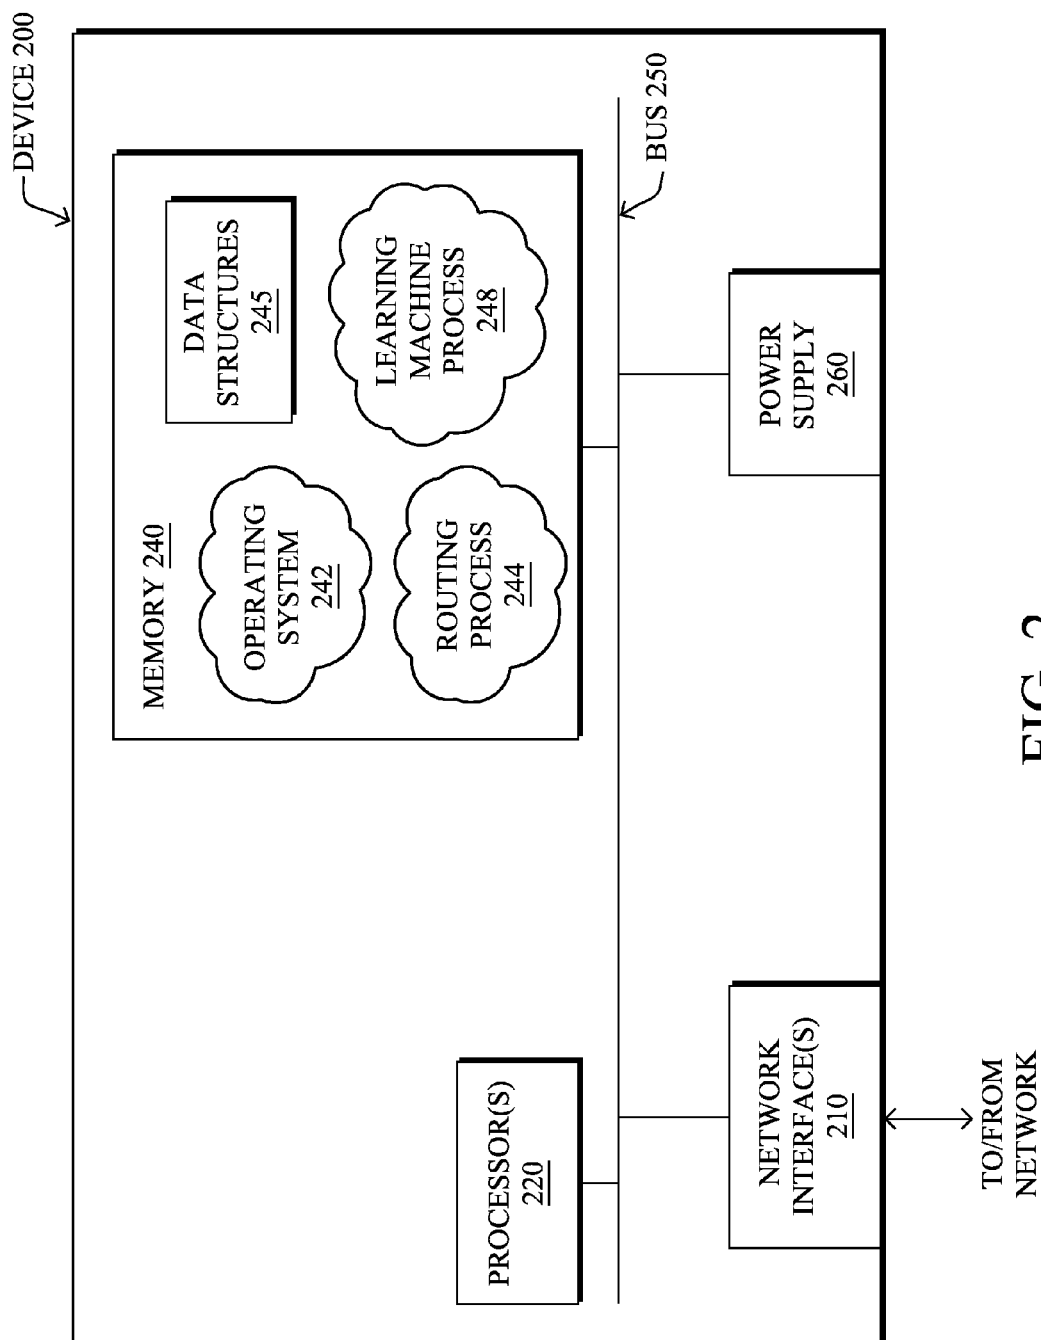 DEVICE 200
MEMORY 240
OPERATING
SYSTEM
242
DATA
STRUCTURES
245
ROUTING
PROCESS
244
LEARNING
MACHINE
PROCESS
248
PROCESSOR(S)
220
BUS 250
NETWORK
INTERFACE(S)
210
POWER
SUPPLY
260
TO/FROM
NETWORK
FIG. 2